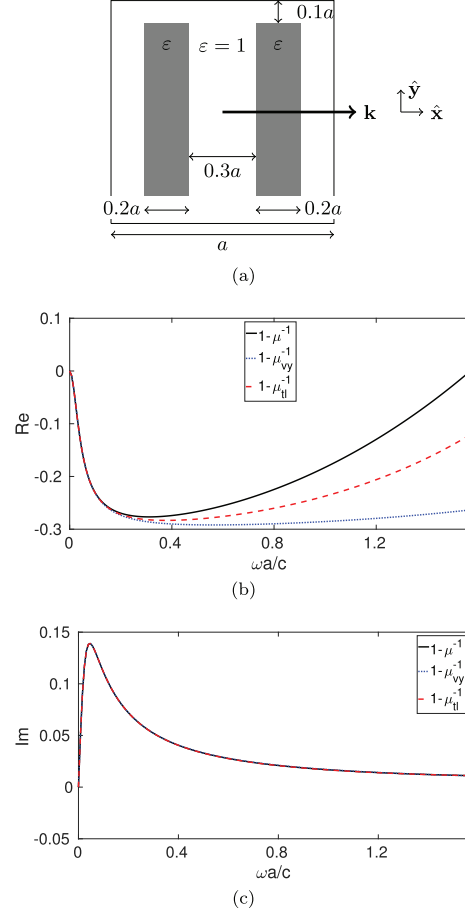 0.1a
ε ε = 1 ε
ŷ
k x̂
0.3a
0.2a 0.2a
a
(a)
0.1
0
-0.1
-0.2
-0.3
Re
1-μ⁻¹
1-μ_vy⁻¹
1-μ_tl⁻¹
0 0.4 0.8 1.2
ωa/c
(b)
0.15
0.1
0.05
0
-0.05
Im
1-μ⁻¹
1-μ_vy⁻¹
1-μ_tl⁻¹
0 0.4 0.8 1.2
ωa/c
(c)